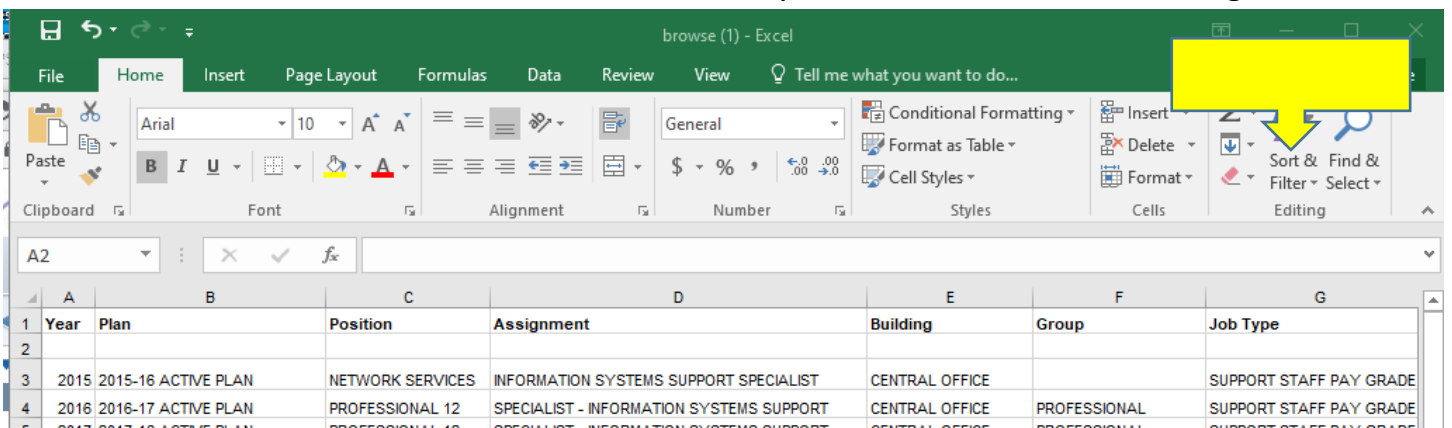 browse (1) - Excel
File Home Insert Page Layout Formulas Data Review View Tell me what you want to do...
Arial 10 A A General Conditional Formatting Insert
Paste B I U A $ % , .0 .00 .00 .0 Format as Table Delete Sort & Find &
Cell Styles Format Filter Select
Clipboard Font Alignment Number Styles Cells Editing
A2 fx
A B C D E F G
1 Year Plan Position Assignment Building Group Job Type
2
3 2015 2015-16 ACTIVE PLAN NETWORK SERVICES INFORMATION SYSTEMS SUPPORT SPECIALIST CENTRAL OFFICE SUPPORT STAFF PAY GRADE
4 2016 2016-17 ACTIVE PLAN PROFESSIONAL 12 SPECIALIST - INFORMATION SYSTEMS SUPPORT CENTRAL OFFICE PROFESSIONAL SUPPORT STAFF PAY GRADE